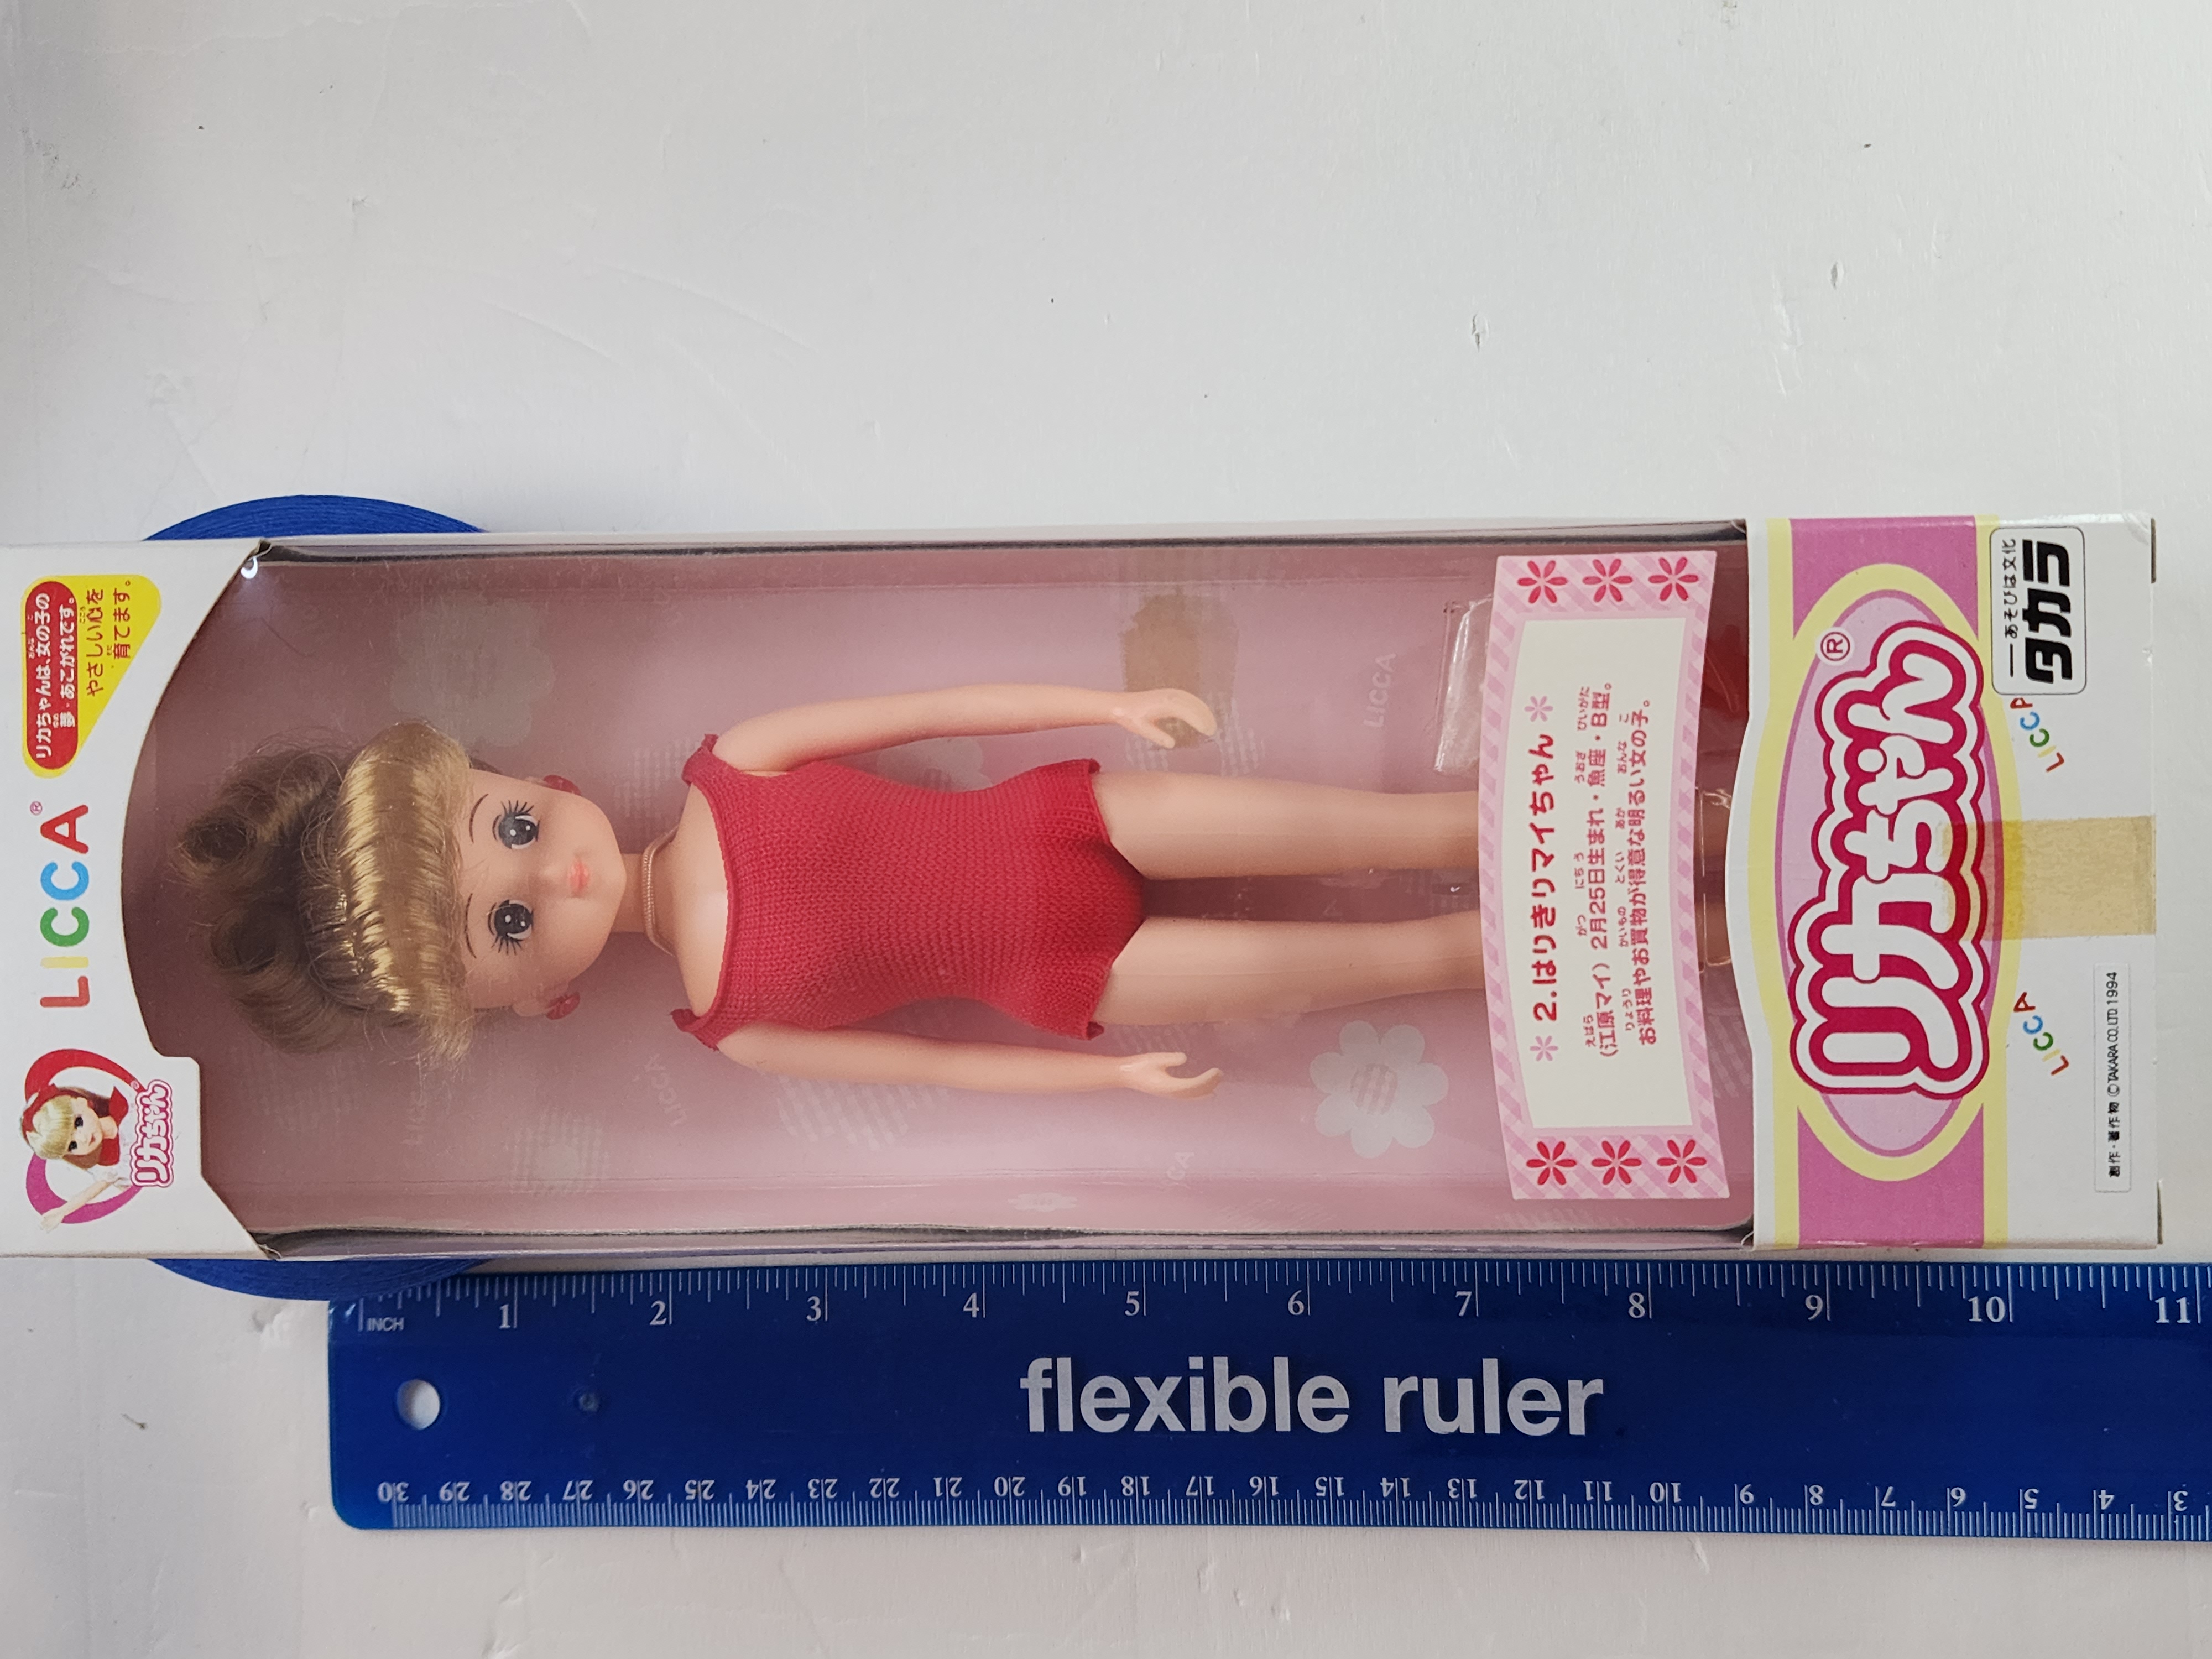 LICCA®
リカちゃんは、女の子の
夢・あこがれです。
やさしい心を
育てます。
リカちゃん
LICCA
LICCA
CA
＊ 2.はりきりマイちゃん ＊
(江原マイ) 2月25日生まれ・魚座・B型。
お料理やお買物が得意な明るい女の子。
リカちゃん®
LICCA
LICCA
あそびは文化
タカラ
創作・著作物 ©TAKARA CO.,LTD 1994
INCH 1 2 3 4 5 6 7 8 9 10 11
flexible ruler
30 29 28 27 26 25 24 23 22 21 20 19 18 17 16 15 14 13 12 11 10 9 8 7 6 5 4 3